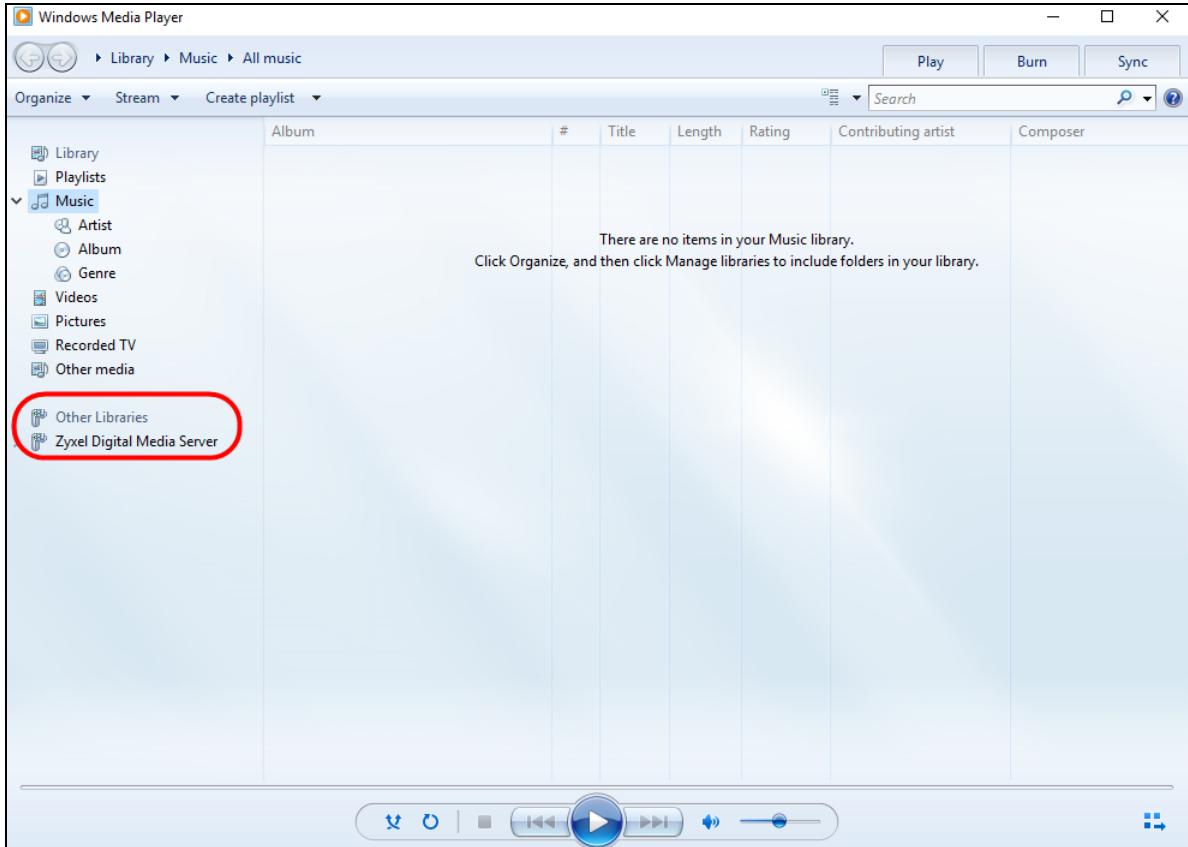 Windows Media Player
Library Music All music
Play Burn Sync
Organize Stream Create playlist Search
Album # Title Length Rating Contributing artist Composer
Library
Playlists
Music
Artist
Album
Genre
Videos
Pictures
Recorded TV
Other media
Other Libraries
Zyxel Digital Media Server
There are no items in your Music library.
Click Organize, and then click Manage libraries to include folders in your library.